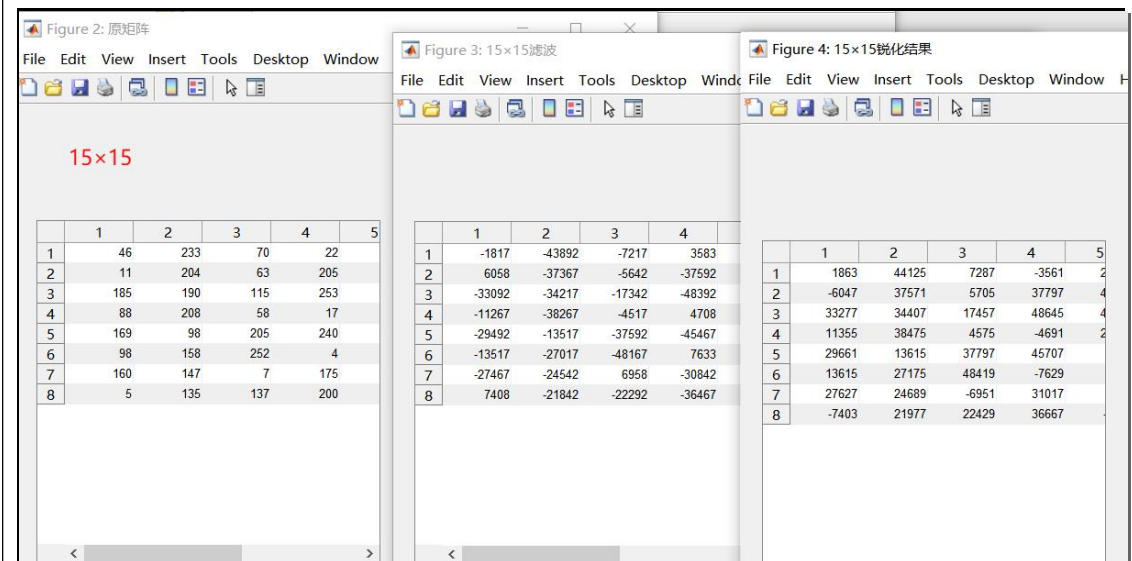 Figure 2: 原矩阵
File Edit View Insert Tools Desktop Window
15×15
1 2 3 4 5
1 46 233 70 22
2 11 204 63 205
3 185 190 115 253
4 88 208 58 17
5 169 98 205 240
6 98 158 252 4
7 160 147 7 175
8 5 135 137 200
Figure 3: 15×15滤波
File Edit View Insert Tools Desktop Windo
1 2 3 4
1 -1817 -43892 -7217 3583
2 6058 -37367 -5642 -37592
3 -33092 -34217 -17342 -48392
4 -11267 -38267 -4517 4708
5 -29492 -13517 -37592 -45467
6 -13517 -27017 -48167 7633
7 -27467 -24542 6958 -30842
8 7408 -21842 -22292 -36467
Figure 4: 15×15锐化结果
File Edit View Insert Tools Desktop Window H
1 2 3 4 5
1 1863 44125 7287 -3561 2
2 -6047 37571 5705 37797 4
3 33277 34407 17457 48645 4
4 11355 38475 4575 -4691 2
5 29661 13615 37797 45707
6 13615 27175 48419 -7629
7 27627 24689 -6951 31017
8 -7403 21977 22429 36667 -